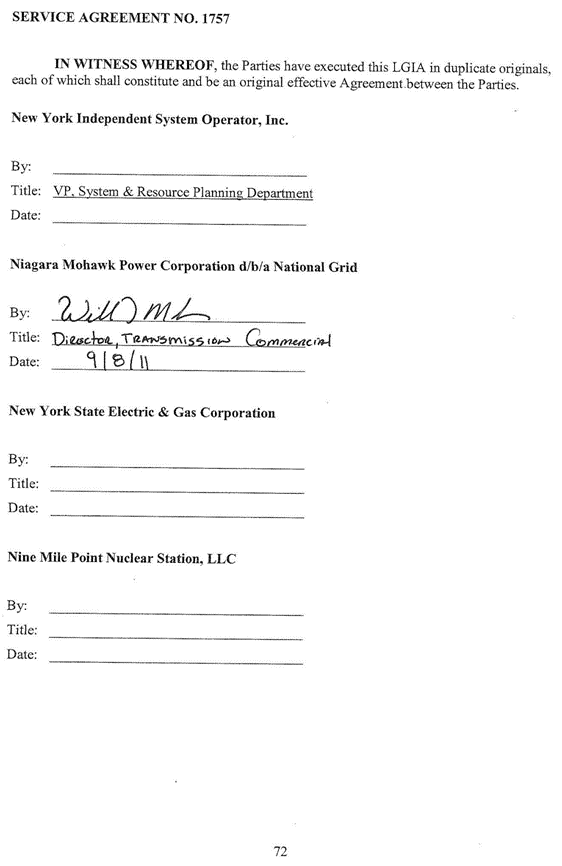 SERVICE AGREEMENT NO. 1757
IN WITNESS WHEREOF, the Parties have executed this LGIA in duplicate originals,
each of which shall constitute and be an original effective Agreement between the Parties.
New York Independent System Operator, Inc.
By:
Title: VP, System & Resource Planning Department
Date:
Niagara Mohawk Power Corporation d/b/a National Grid
By:
Title: Director, Transmission Commercial
Date: 9/8/11
New York State Electric & Gas Corporation
By:
Title:
Date:
Nine Mile Point Nuclear Station, LLC
By:
Title:
Date:
72